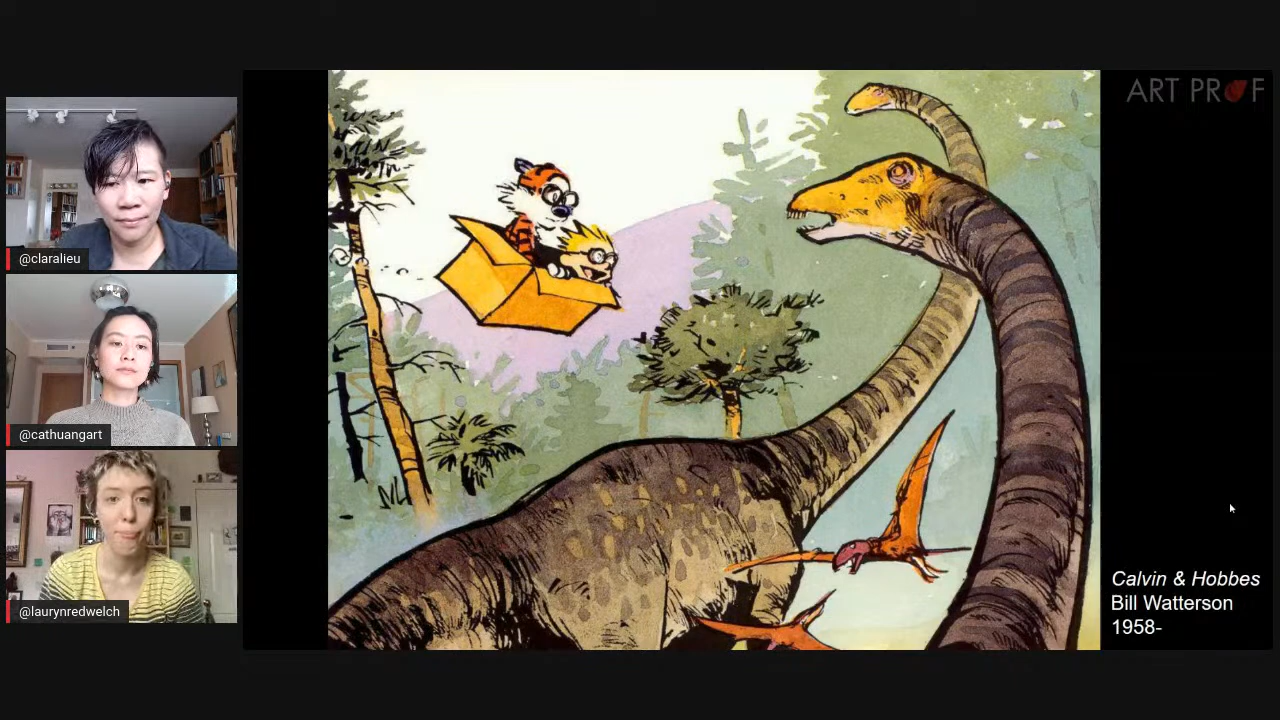 ART PROF
@claralieu
@cathuangart
@laurynredwelch
Calvin & Hobbes
Bill Watterson
1958-